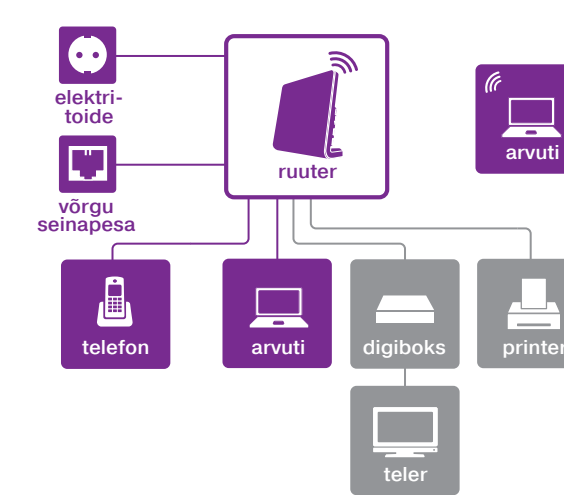 elektri-
toide
ruuter
arvuti
võrgu
seinapesa
telefon
arvuti
digiboks
printer
teler